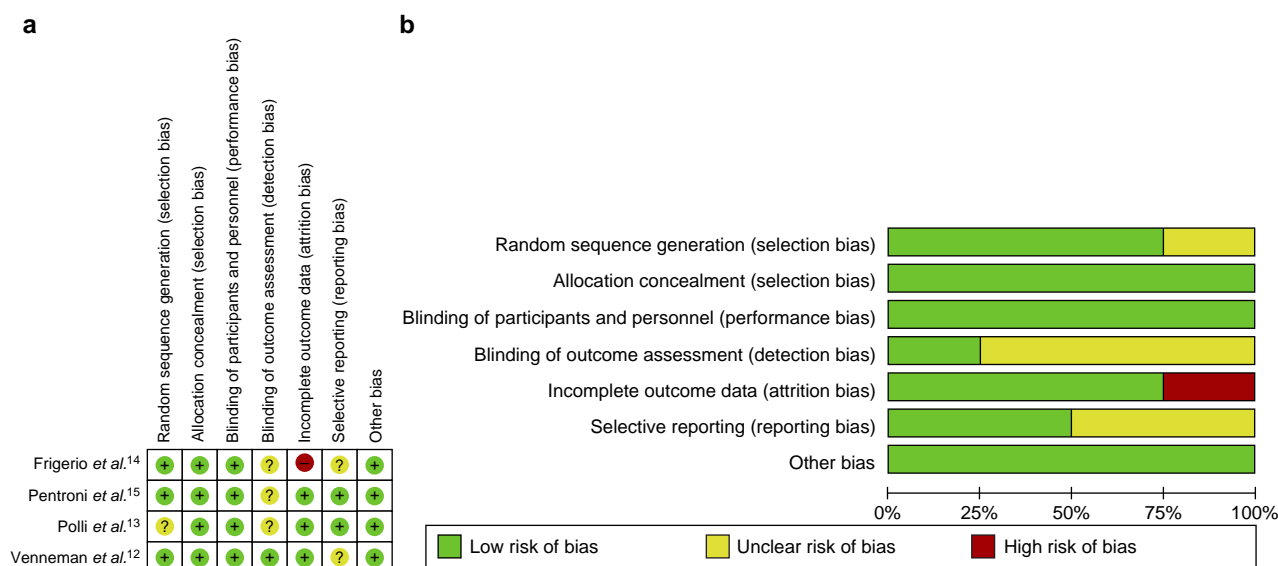 a
Random sequence generation (selection bias)
Allocation concealment (selection bias)
Blinding of participants and personnel (performance bias)
Blinding of outcome assessment (detection bias)
Incomplete outcome data (attrition bias)
Selective reporting (reporting bias)
Other bias
Frigerio et al.14 + + + ? − ? +
Pentroni et al.15 + + + ? + + +
Polli et al.13 ? + + ? + + +
Venneman et al.12 + + + + + ? +
b
Random sequence generation (selection bias)
Allocation concealment (selection bias)
Blinding of participants and personnel (performance bias)
Blinding of outcome assessment (detection bias)
Incomplete outcome data (attrition bias)
Selective reporting (reporting bias)
Other bias
0% 25% 50% 75% 100%
Low risk of bias Unclear risk of bias High risk of bias